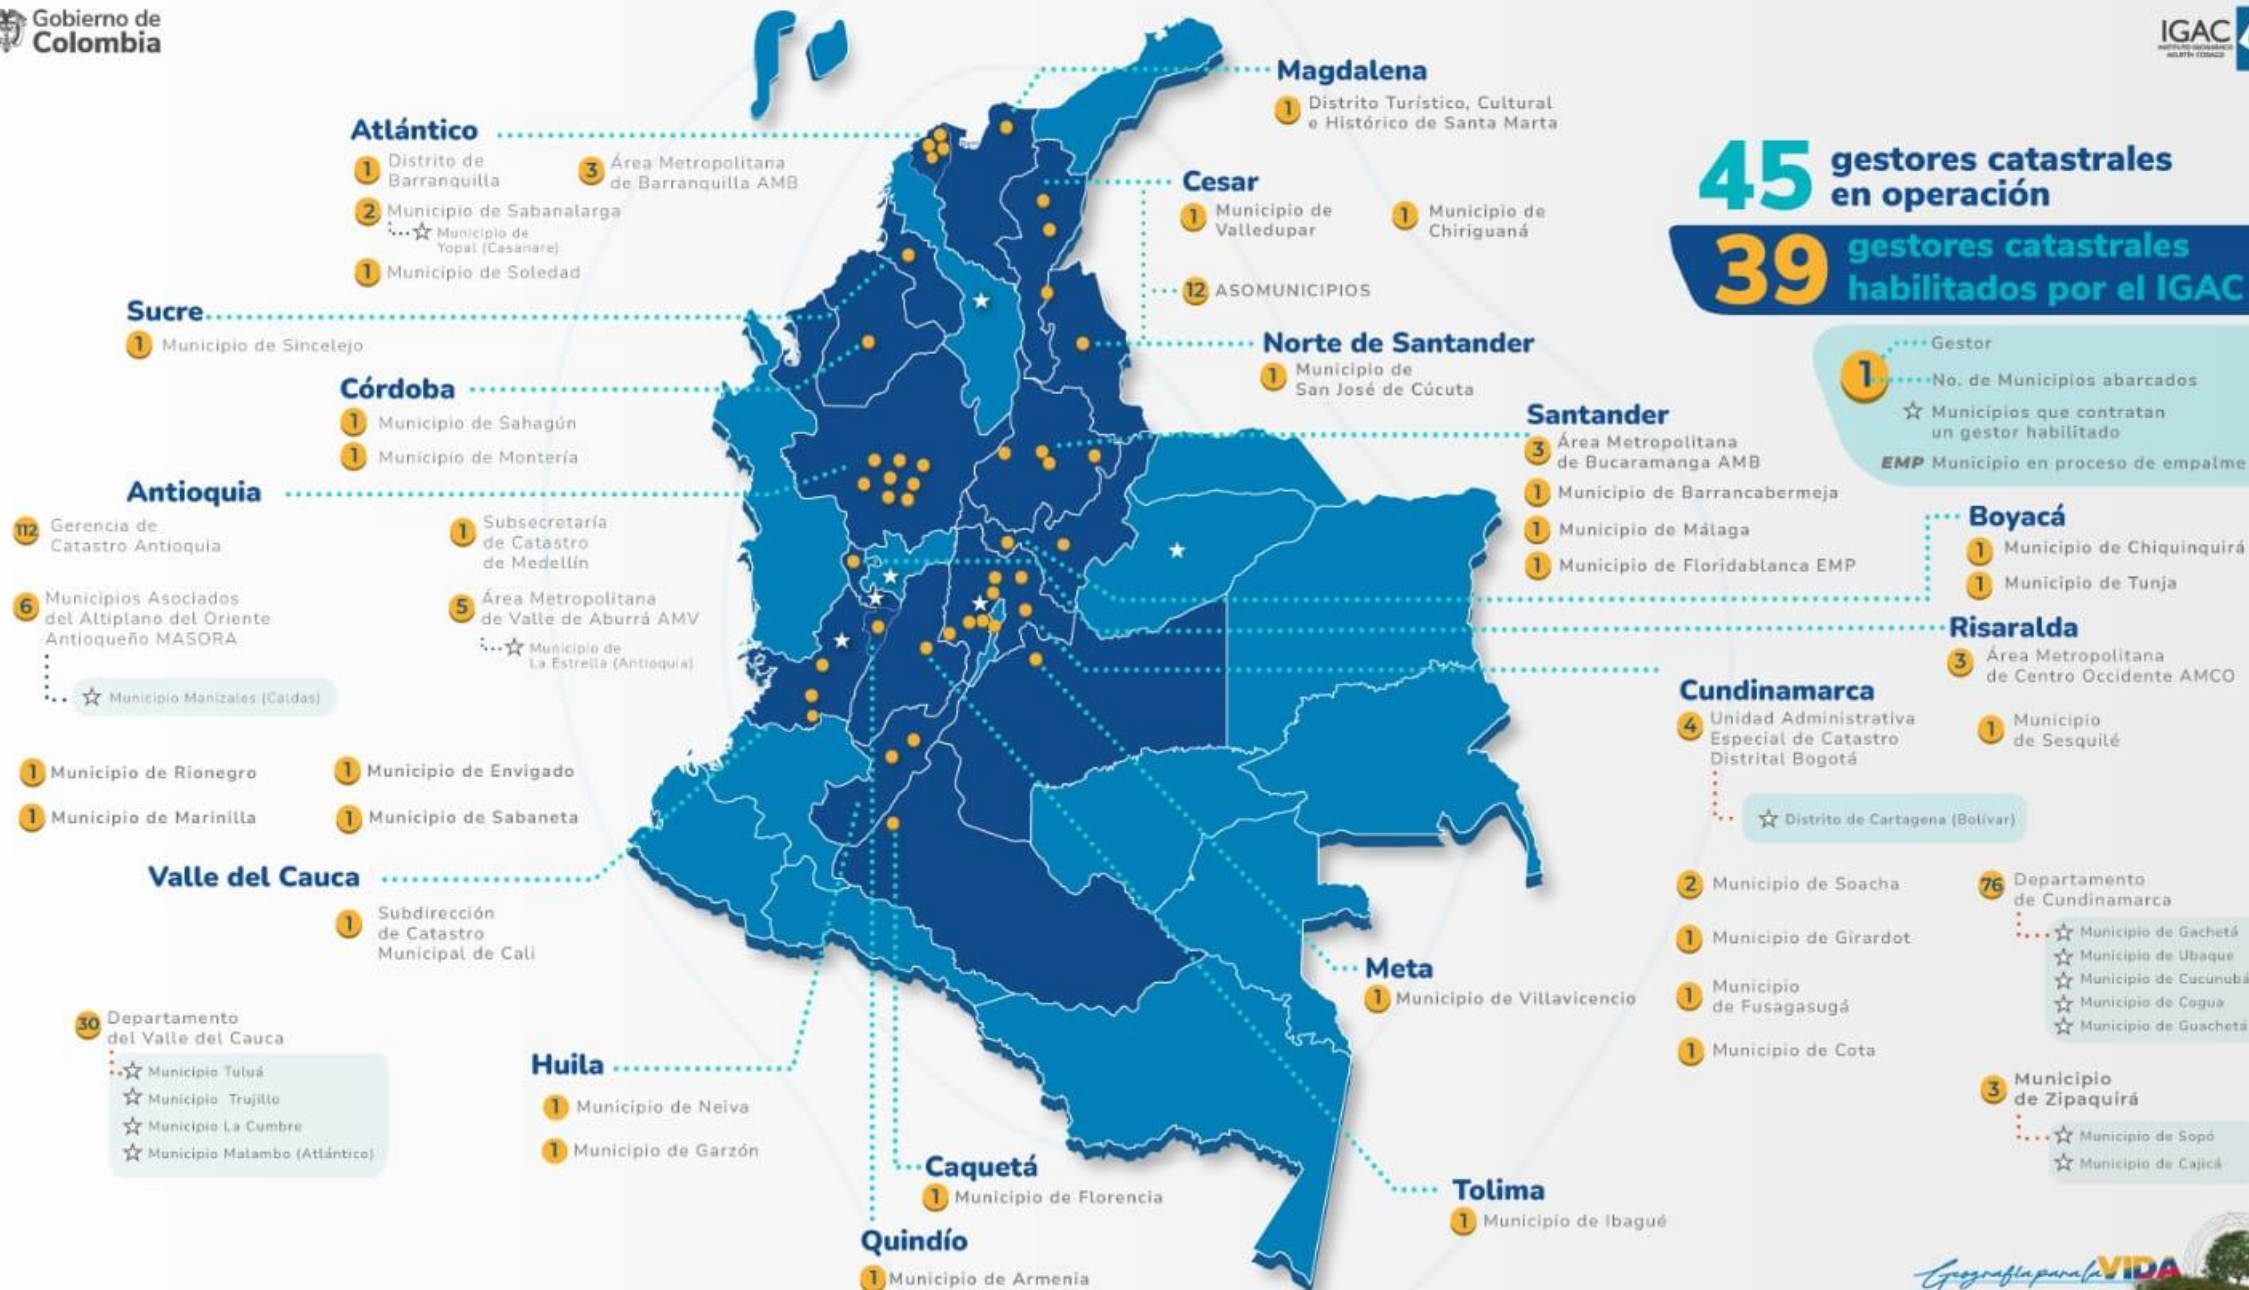 Gobierno de
Colombia
IGAC
Atlántico
1 Distrito de
Barranquilla
3 Área Metropolitana
de Barranquilla AMB
2 Municipio de Sabanalarga
Municipio de
Yopal (Casanare)
1 Municipio de Soledad
Magdalena
1 Distrito Turístico, Cultural
e Histórico de Santa Marta
Cesar
1 Municipio de
Valledupar
1 Municipio de
Chiriguaná
12 ASOMUNICIPIOS
45 gestores catastrales
en operación
39 gestores catastrales
habilitados por el IGAC
1
Gestor
No. de Municipios abarcados
Municipios que contratan
un gestor habilitado
EMP Municipio en proceso de empalme
Sucre
1 Municipio de Sincelejo
Norte de Santander
1 Municipio de
San José de Cúcuta
Córdoba
1 Municipio de Sahagún
1 Municipio de Montería
Santander
3 Área Metropolitana
de Bucaramanga AMB
1 Municipio de Barrancabermeja
1 Municipio de Málaga
1 Municipio de Floridablanca EMP
Antioquia
112 Gerencia de
Catastro Antioquia
1 Subsecretaría
de Catastro
de Medellín
6 Municipios Asociados
del Altiplano del Oriente
Antioqueño MASORA
Municipio Manizales (Caldas)
5 Área Metropolitana
de Valle de Aburrá AMV
Municipio de
La Estrella (Antioquia)
1 Municipio de Rionegro
1 Municipio de Envigado
1 Municipio de Marinilla
1 Municipio de Sabaneta
Boyacá
1 Municipio de Chiquinquirá
1 Municipio de Tunja
Risaralda
3 Área Metropolitana
de Centro Occidente AMCO
Cundinamarca
4 Unidad Administrativa
Especial de Catastro
Distrital Bogotá
Distrito de Cartagena (Bolívar)
1 Municipio
de Sesquilé
2 Municipio de Soacha
76 Departamento
de Cundinamarca
Municipio de Gachetá
Municipio de Ubaque
Municipio de Cucunubá
Municipio de Cogua
Municipio de Guachetá
1 Municipio de Girardot
1 Municipio
de Fusagasugá
1 Municipio de Cota
3 Municipio
de Zipaquirá
Municipio de Sopó
Municipio de Cajicá
Valle del Cauca
1 Subdirección
de Catastro
Municipal de Cali
30 Departamento
del Valle del Cauca
Municipio Tuluá
Municipio Trujillo
Municipio La Cumbre
Municipio Malambo (Atlántico)
Huila
1 Municipio de Neiva
1 Municipio de Garzón
Meta
1 Municipio de Villavicencio
Caquetá
1 Municipio de Florencia
Tolima
1 Municipio de Ibagué
Quindío
1 Municipio de Armenia
Geografía para la VIDA